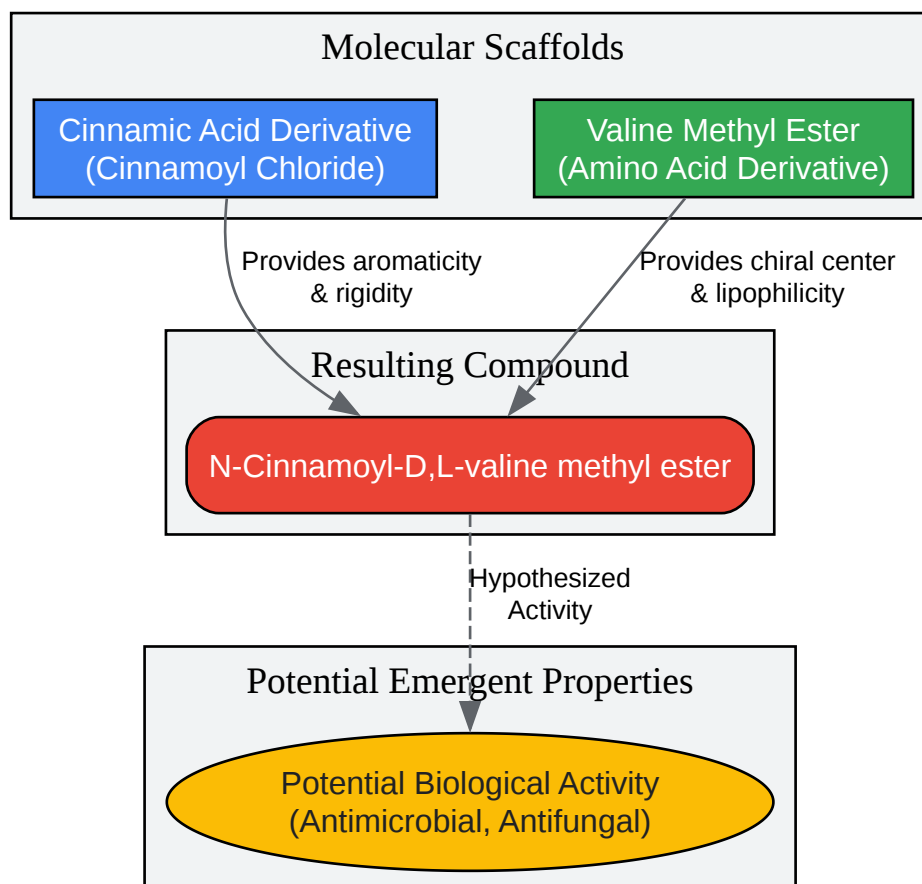 Molecular Scaffolds
Cinnamic Acid Derivative
(Cinnamoyl Chloride)
Valine Methyl Ester
(Amino Acid Derivative)
Provides aromaticity
& rigidity
Provides chiral center
& lipophilicity
Resulting Compound
N-Cinnamoyl-D,L-valine methyl ester
Hypothesized
Activity
Potential Emergent Properties
Potential Biological Activity
(Antimicrobial, Antifungal)